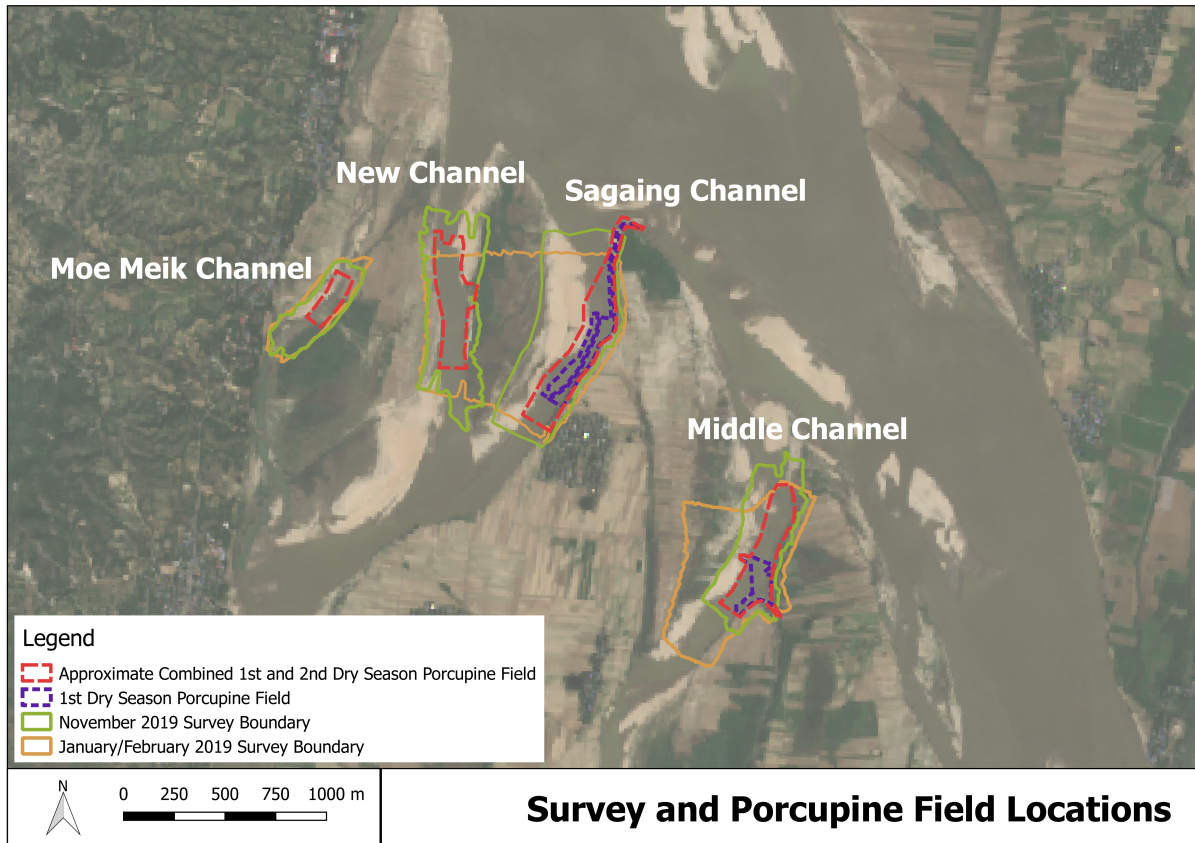 New Channel
Sagaing Channel
Moe Meik Channel
Middle Channel
Legend
Approximate Combined 1st and 2nd Dry Season Porcupine Field
1st Dry Season Porcupine Field
November 2019 Survey Boundary
January/February 2019 Survey Boundary
N
0 250 500 750 1000 m
Survey and Porcupine Field Locations